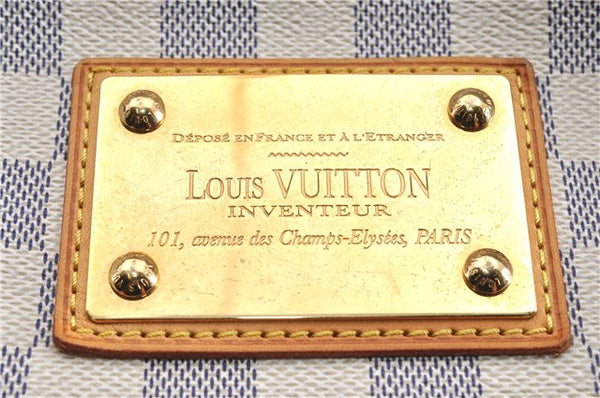 DÉPOSÉ EN FRANCE ET À L'ETRANGER
LOUIS VUITTON
INVENTEUR
101, avenue des Champs-Elysées, PARIS